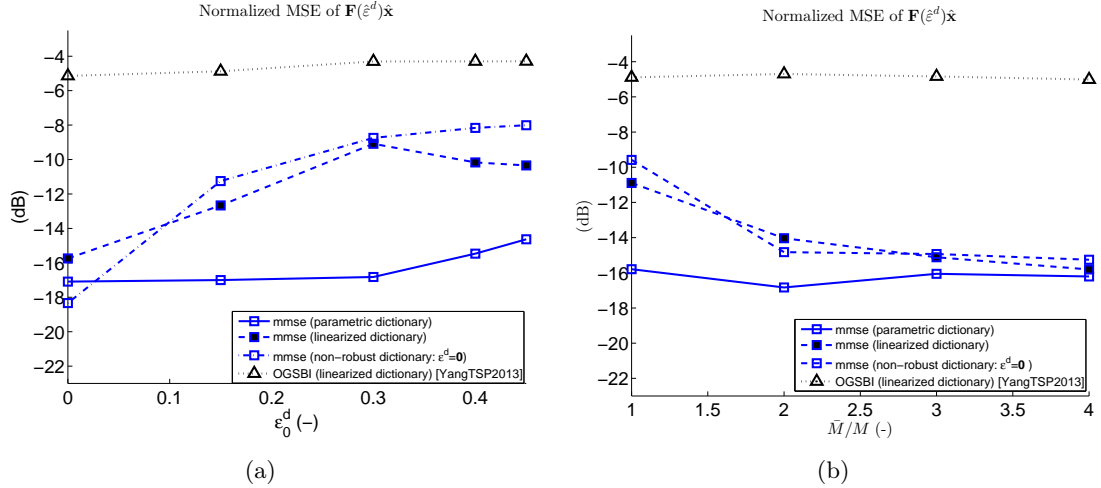 Normalized MSE of F(ε̂ᵈ)x̂
−4
−6
−8
−10
−12
−14
−16
−18
−20
−22
(dB)
mmse (parametric dictionary)
mmse (linearized dictionary)
mmse (non-robust dictionary: εᵈ=0)
OGSBI (linearized dictionary) [YangTSP2013]
0 0.1 0.2 0.3 0.4
ε₀ᵈ (-)
(a)
Normalized MSE of F(ε̂ᵈ)x̂
−4
−6
−8
−10
−12
−14
−16
−18
−20
−22
(dB)
mmse (parametric dictionary)
mmse (linearized dictionary)
mmse (non-robust dictionary: εᵈ=0 )
OGSBI (linearized dictionary) [YangTSP2013]
1 1.5 2 2.5 3 3.5 4
M̄/M (-)
(b)